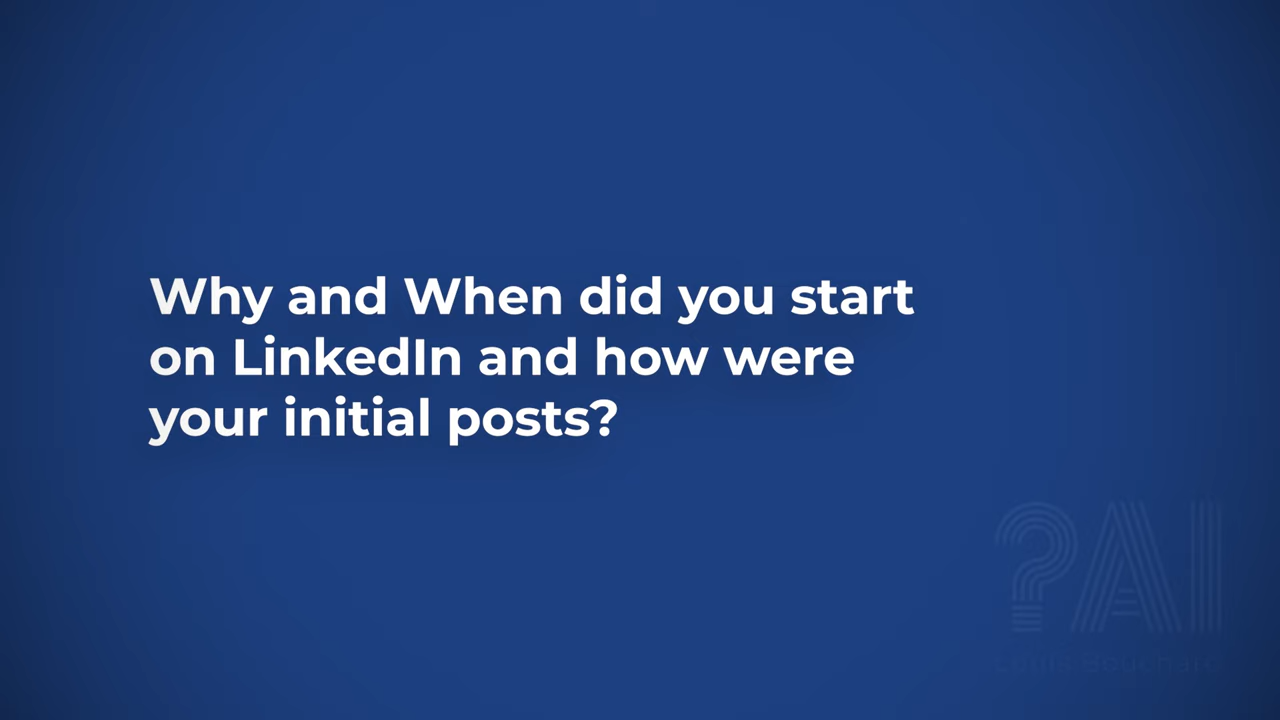 Why and When did you start
on LinkedIn and how were
your initial posts?
?AI